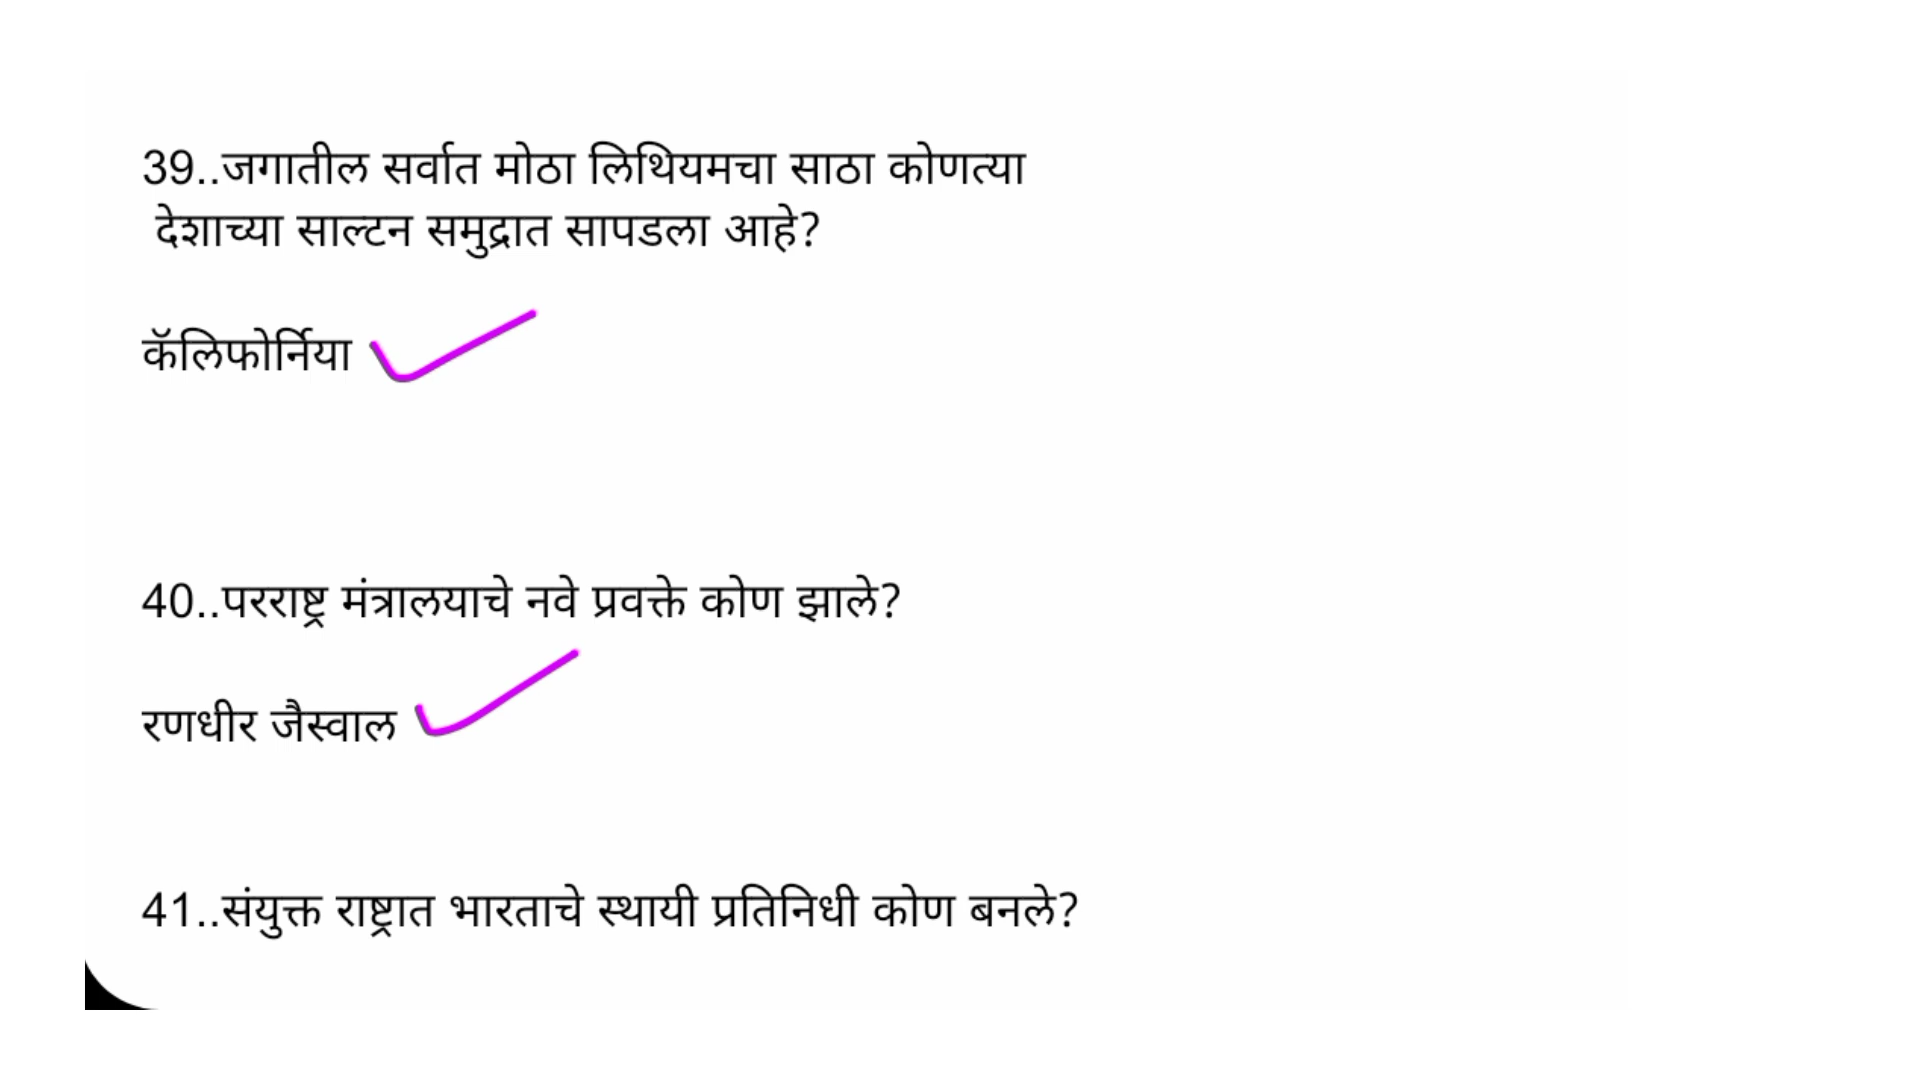 39..जगातील सर्वात मोठा लिथियमचा साठा कोणत्या
देशाच्या साल्टन समुद्रात सापडला आहे?
कॅलिफोर्निया
40..परराष्ट्र मंत्रालयाचे नवे प्रवक्ते कोण झाले?
रणधीर जैस्वाल
41..संयुक्त राष्ट्रात भारताचे स्थायी प्रतिनिधी कोण बनले?